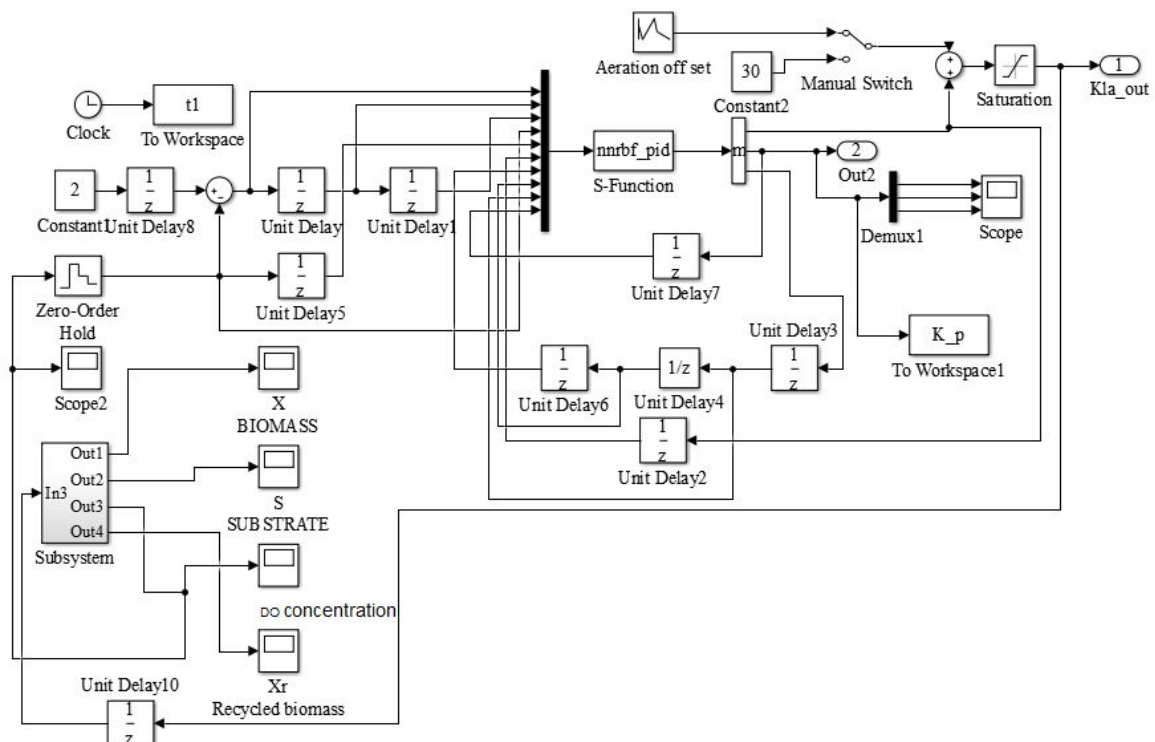 Aeration off set
30
Constant2
Manual Switch
+
+
Saturation
1
Kla_out
Clock
t1
To Workspace
nnrbf_pid
S-Function
m
2
Out2
Demux1
Scope
2
Constant1
1
z
Unit Delay8
+
-
1
z
Unit Delay
1
z
Unit Delay1
Zero-Order
Hold
1
z
Unit Delay5
1
z
Unit Delay7
K_p
To Workspace1
Scope2
X
BIOMASS
1
z
Unit Delay6
1/z
Unit Delay4
Unit Delay3
1
z
1
z
Unit Delay2
In3
Out1
Out2
Out3
Out4
Subsystem
S
SUBSTRATE
DO concentration
Xr
Recycled biomass
Unit Delay10
1
z